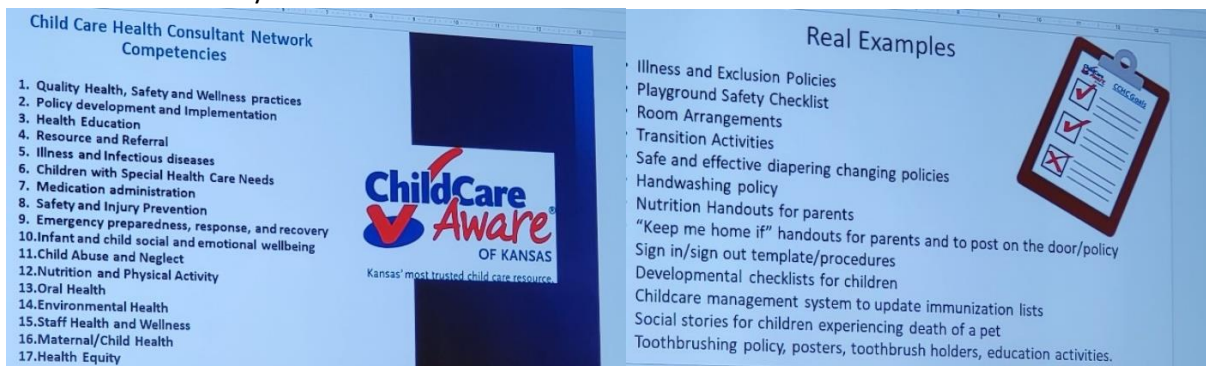 Child Care Health Consultant Network
Competencies
1. Quality Health, Safety and Wellness practices
2. Policy development and Implementation
3. Health Education
4. Resource and Referral
5. Illness and Infectious diseases
6. Children with Special Health Care Needs
7. Medication administration
8. Safety and Injury Prevention
9. Emergency preparedness, response, and recovery
10.Infant and child social and emotional wellbeing
11.Child Abuse and Neglect
12.Nutrition and Physical Activity
13.Oral Health
14.Environmental Health
15.Staff Health and Wellness
16.Maternal/Child Health
17.Health Equity
ChildCare
Aware®
OF KANSAS
Kansas' most trusted child care resource.
Real Examples
Illness and Exclusion Policies
Playground Safety Checklist
Room Arrangements
Transition Activities
Safe and effective diapering changing policies
Handwashing policy
Nutrition Handouts for parents
"Keep me home if" handouts for parents and to post on the door/policy
Sign in/sign out template/procedures
Developmental checklists for children
Childcare management system to update immunization lists
Social stories for children experiencing death of a pet
Toothbrushing policy, posters, toothbrush holders, education activities.
CCHC Goals